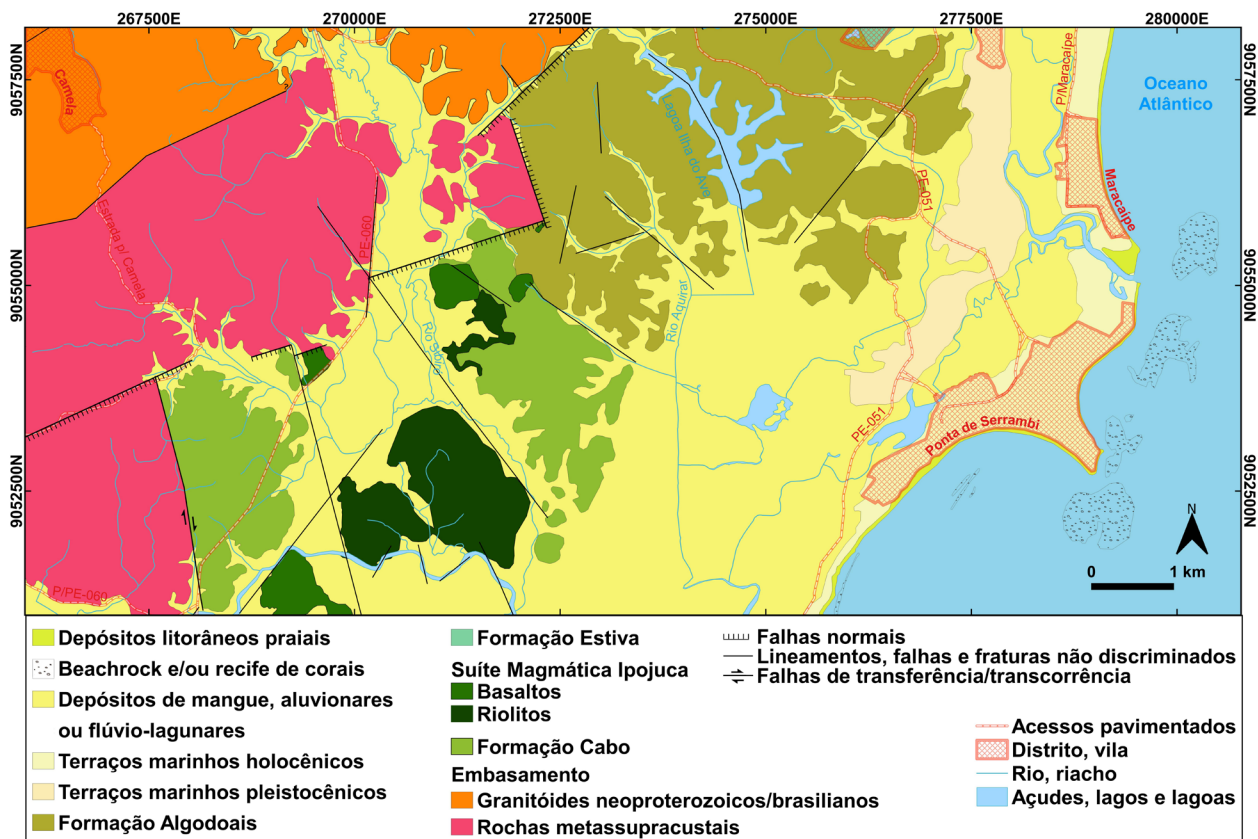 267500E
270000E
272500E
275000E
277500E
280000E
9057500N
9057500N
9055000N
9055000N
9052500N
9052500N
Camela
Estrada p/ Camela
PE-060
Lagoa Ilha do Ave
P/Maracaípe
Oceano
Atlântico
PE-051
Maracaípe
Rio Aquirar
PE-051
Ponta de Serrambi
P/PE-060
N
0 1 km
Depósitos litorâneos praiais
Beachrock e/ou recife de corais
Depósitos de mangue, aluvionares
ou flúvio-lagunares
Terraços marinhos holocênicos
Terraços marinhos pleistocênicos
Formação Algodoais
Formação Estiva
Suíte Magmática Ipojuca
Basaltos
Riolitos
Formação Cabo
Embasamento
Granitóides neoproterozoicos/brasilianos
Rochas metassupracustais
Falhas normais
Lineamentos, falhas e fraturas não discriminados
Falhas de transferência/transcorrência
Acessos pavimentados
Distrito, vila
Rio, riacho
Açudes, lagos e lagoas